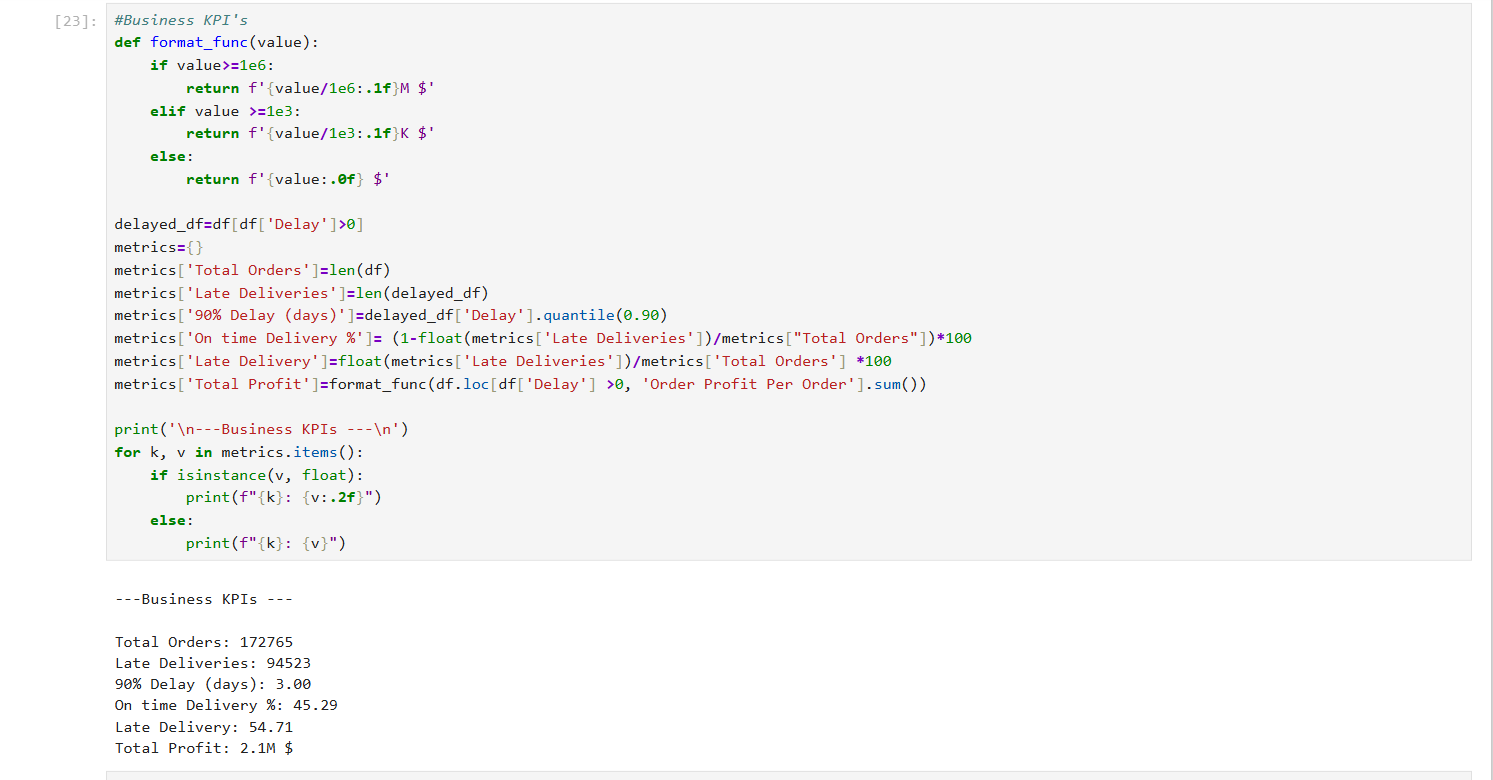 [23]:
#Business KPI's
def format_func(value):
    if value>=1e6:
        return f'{value/1e6:.1f}M $'
    elif value >=1e3:
        return f'{value/1e3:.1f}K $'
    else:
        return f'{value:.0f} $'

delayed_df=df[df['Delay']>0]
metrics={}
metrics['Total Orders']=len(df)
metrics['Late Deliveries']=len(delayed_df)
metrics['90% Delay (days)']=delayed_df['Delay'].quantile(0.90)
metrics['On time Delivery %']= (1-float(metrics['Late Deliveries'])/metrics["Total Orders"])*100
metrics['Late Delivery']=float(metrics['Late Deliveries'])/metrics['Total Orders'] *100
metrics['Total Profit']=format_func(df.loc[df['Delay'] >0, 'Order Profit Per Order'].sum())

print('\n---Business KPIs ---\n')
for k, v in metrics.items():
    if isinstance(v, float):
        print(f"{k}: {v:.2f}")
    else:
        print(f"{k}: {v}")

---Business KPIs ---

Total Orders: 172765
Late Deliveries: 94523
90% Delay (days): 3.00
On time Delivery %: 45.29
Late Delivery: 54.71
Total Profit: 2.1M $